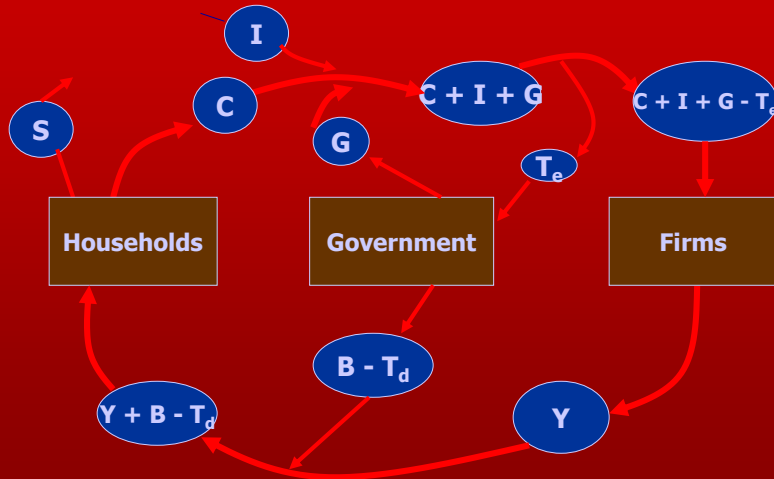 I
C + I + G
C + I + G - Te
C
S
G
Te
Households
Government
Firms
B - Td
Y + B - Td
Y